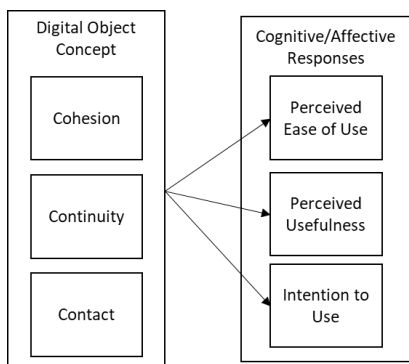 Digital Object
Concept
Cohesion
Continuity
Contact
Cognitive/Affective
Responses
Perceived
Ease of Use
Perceived
Usefulness
Intention to
Use